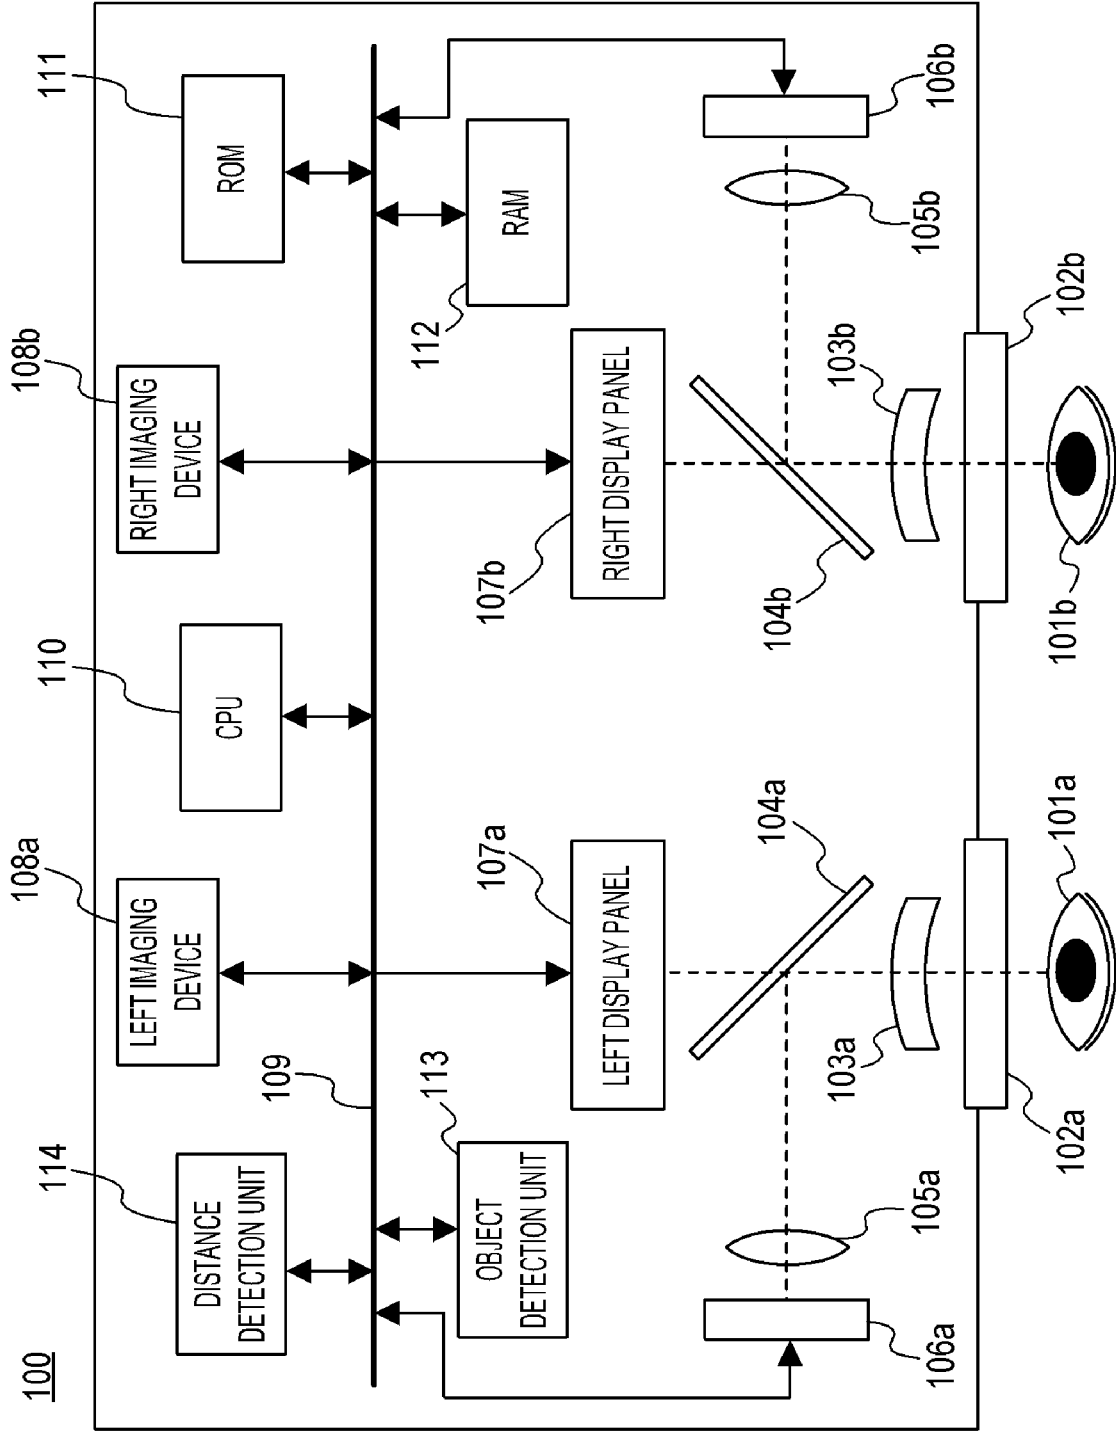 100
114
108a
110
108b
111
DISTANCE
DETECTION UNIT
LEFT IMAGING
DEVICE
CPU
RIGHT IMAGING
DEVICE
ROM
109
113
112
OBJECT
DETECTION UNIT
RAM
107a
107b
LEFT DISPLAY PANEL
RIGHT DISPLAY PANEL
104a
104b
103a
103b
105a
105b
106a
106b
102a
102b
101a
101b